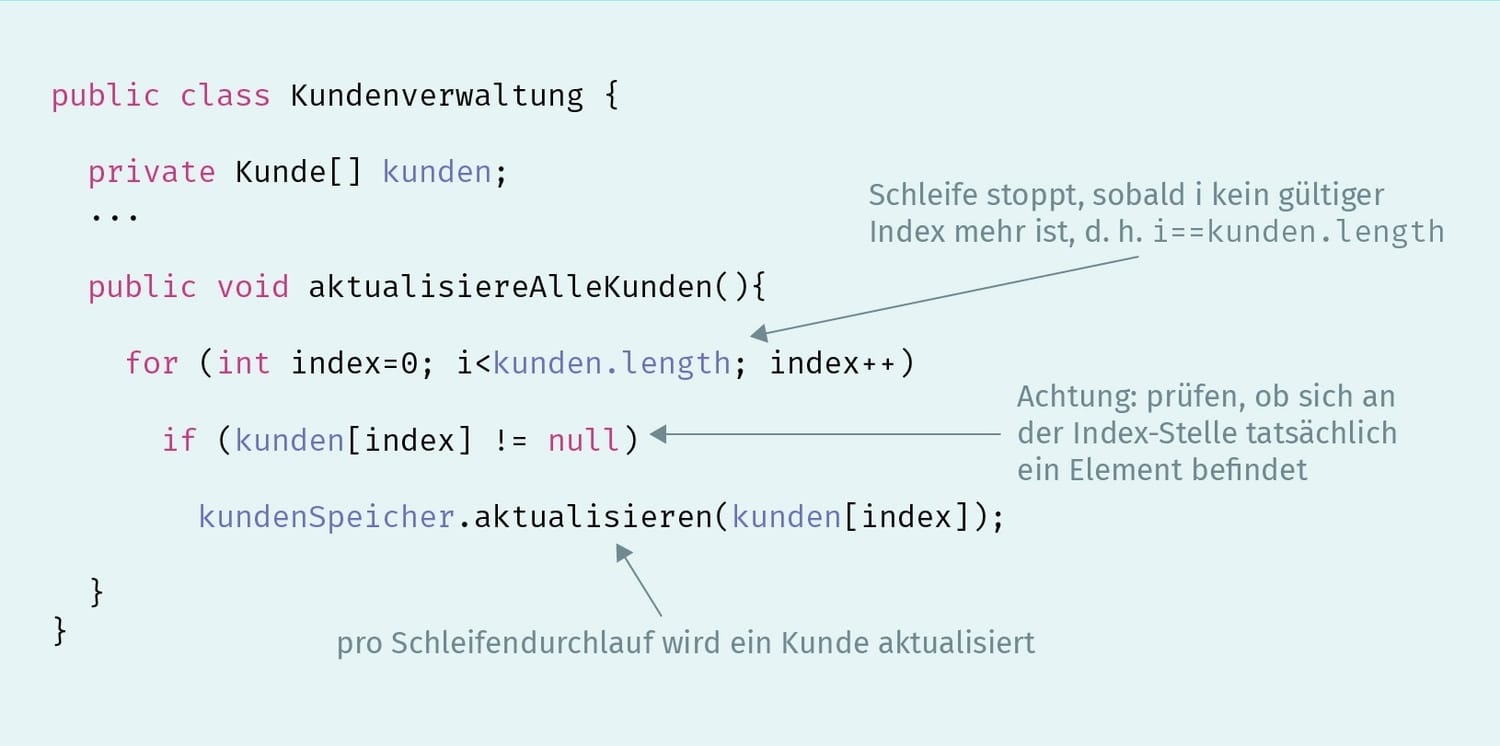 public class Kundenverwaltung {
private Kunde[] kunden;
...
Schleife stoppt, sobald i kein gültiger
Index mehr ist, d. h. i==kunden.length
public void aktualisiereAlleKunden(){
for (int index=0; i<kunden.length; index++)
Achtung: prüfen, ob sich an
der Index-Stelle tatsächlich
ein Element befindet
if (kunden[index] != null)
kundenSpeicher.aktualisieren(kunden[index]);
}
}
pro Schleifendurchlauf wird ein Kunde aktualisiert